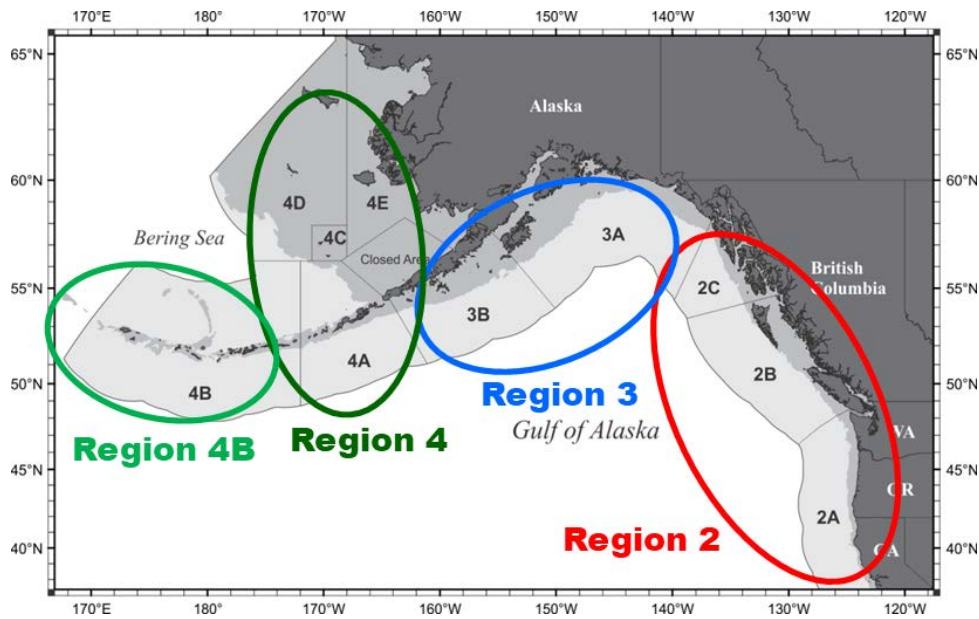 170°E 180° 170°W 160°W 150°W 140°W 130°W 120°W
65°N 65°N
Alaska
60°N 60°N
4D 4E
3A
Bering Sea
4C
Closed Area
British
Columbia
55°N 55°N
2C
3B
4A
2B
50°N 50°N
4B
Region 3
Gulf of Alaska
Region 4
Region 4B
45°N 45°N
OR
2A
Region 2
40°N 40°N
CA
170°E 180° 170°W 160°W 150°W 140°W 130°W 120°W